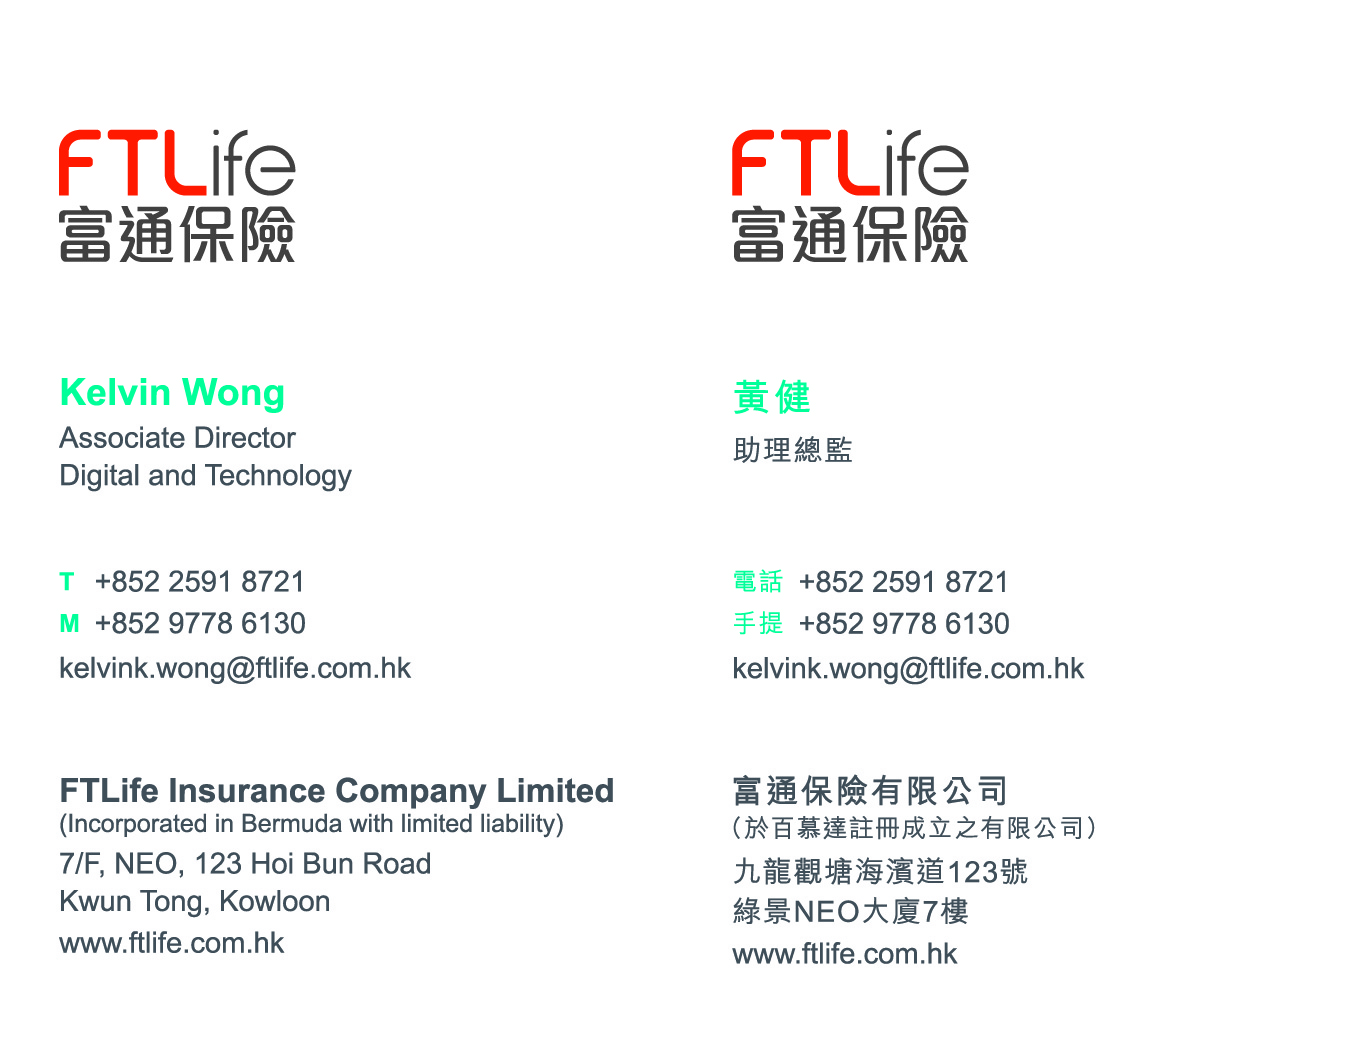 FTLife
富通保險
Kelvin Wong
Associate Director
Digital and Technology
T +852 2591 8721
M +852 9778 6130
kelvink.wong@ftlife.com.hk
FTLife Insurance Company Limited
(Incorporated in Bermuda with limited liability)
7/F, NEO, 123 Hoi Bun Road
Kwun Tong, Kowloon
www.ftlife.com.hk
FTLife
富通保險
黃健
助理總監
電話 +852 2591 8721
手提 +852 9778 6130
kelvink.wong@ftlife.com.hk
富通保險有限公司
（於百慕達註冊成立之有限公司）
九龍觀塘海濱道123號
綠景NEO大廈7樓
www.ftlife.com.hk